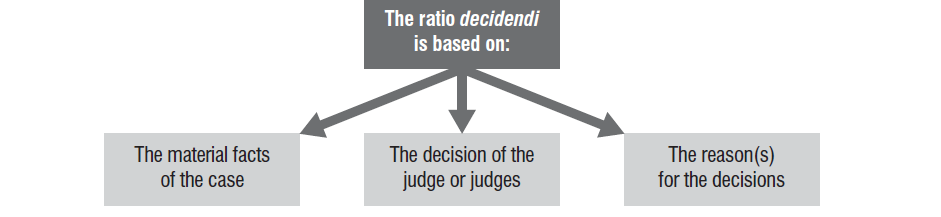 The ratio decidendi
is based on:
The material facts
of the case
The decision of the
judge or judges
The reason(s)
for the decisions